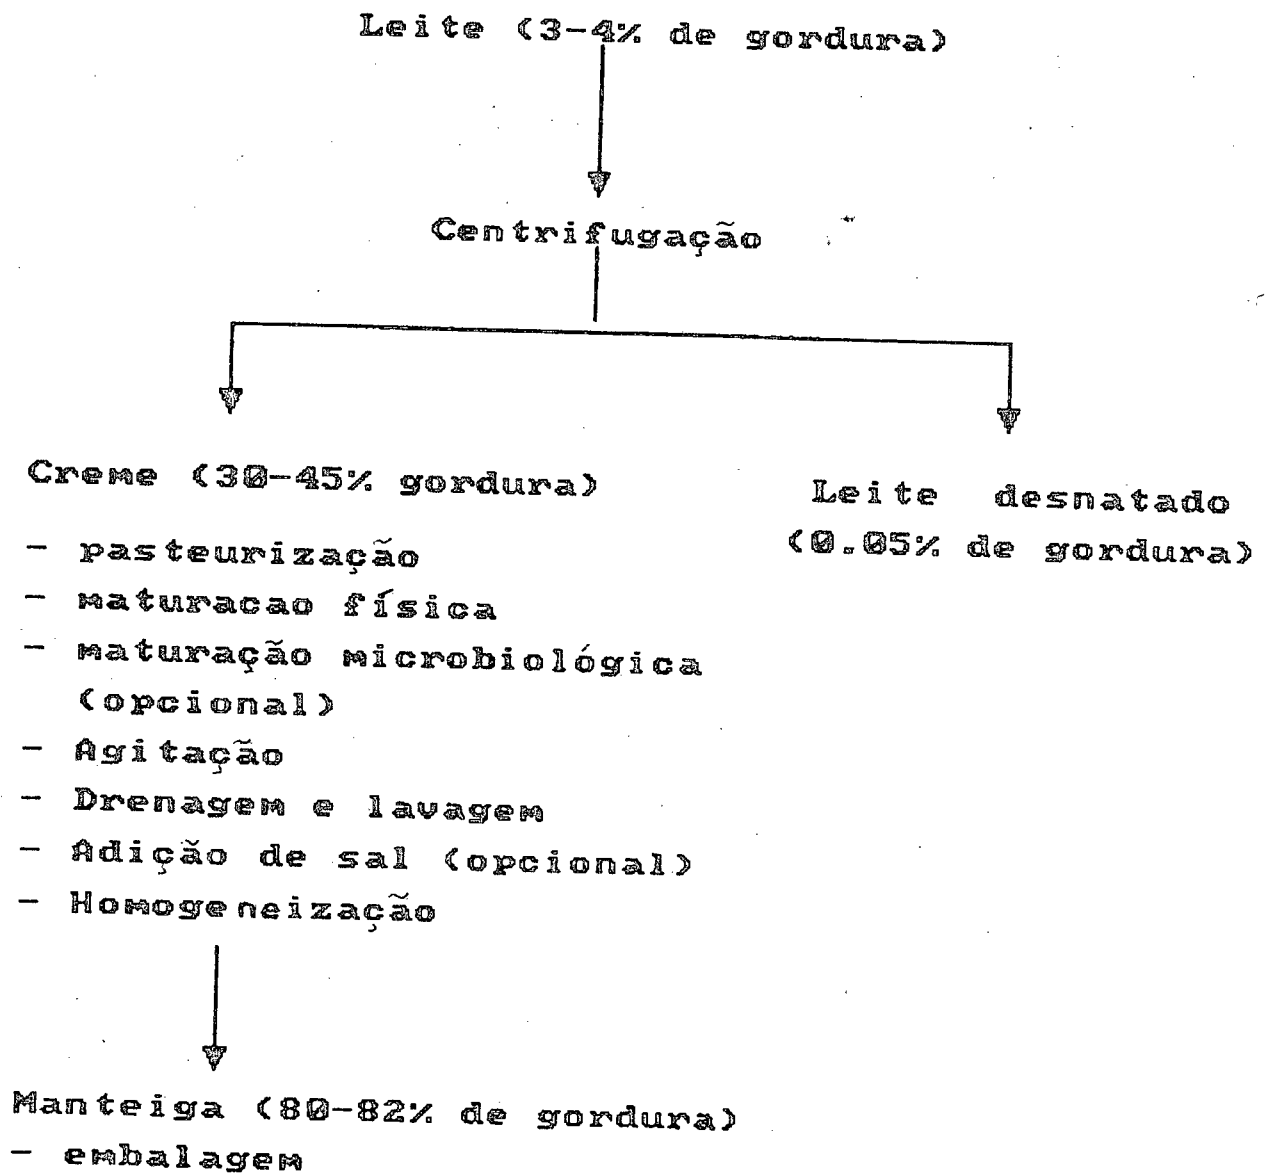 Leite (3-4% de gordura)
Centrifugação
Creme (30-45% gordura)
- pasteurização
- maturacao física
- maturação microbiológica
(opcional)
- Agitação
- Drenagem e lavagem
- Adição de sal (opcional)
- Homogeneização
Leite desnatado
(0.05% de gordura)
Manteiga (80-82% de gordura)
- embalagem